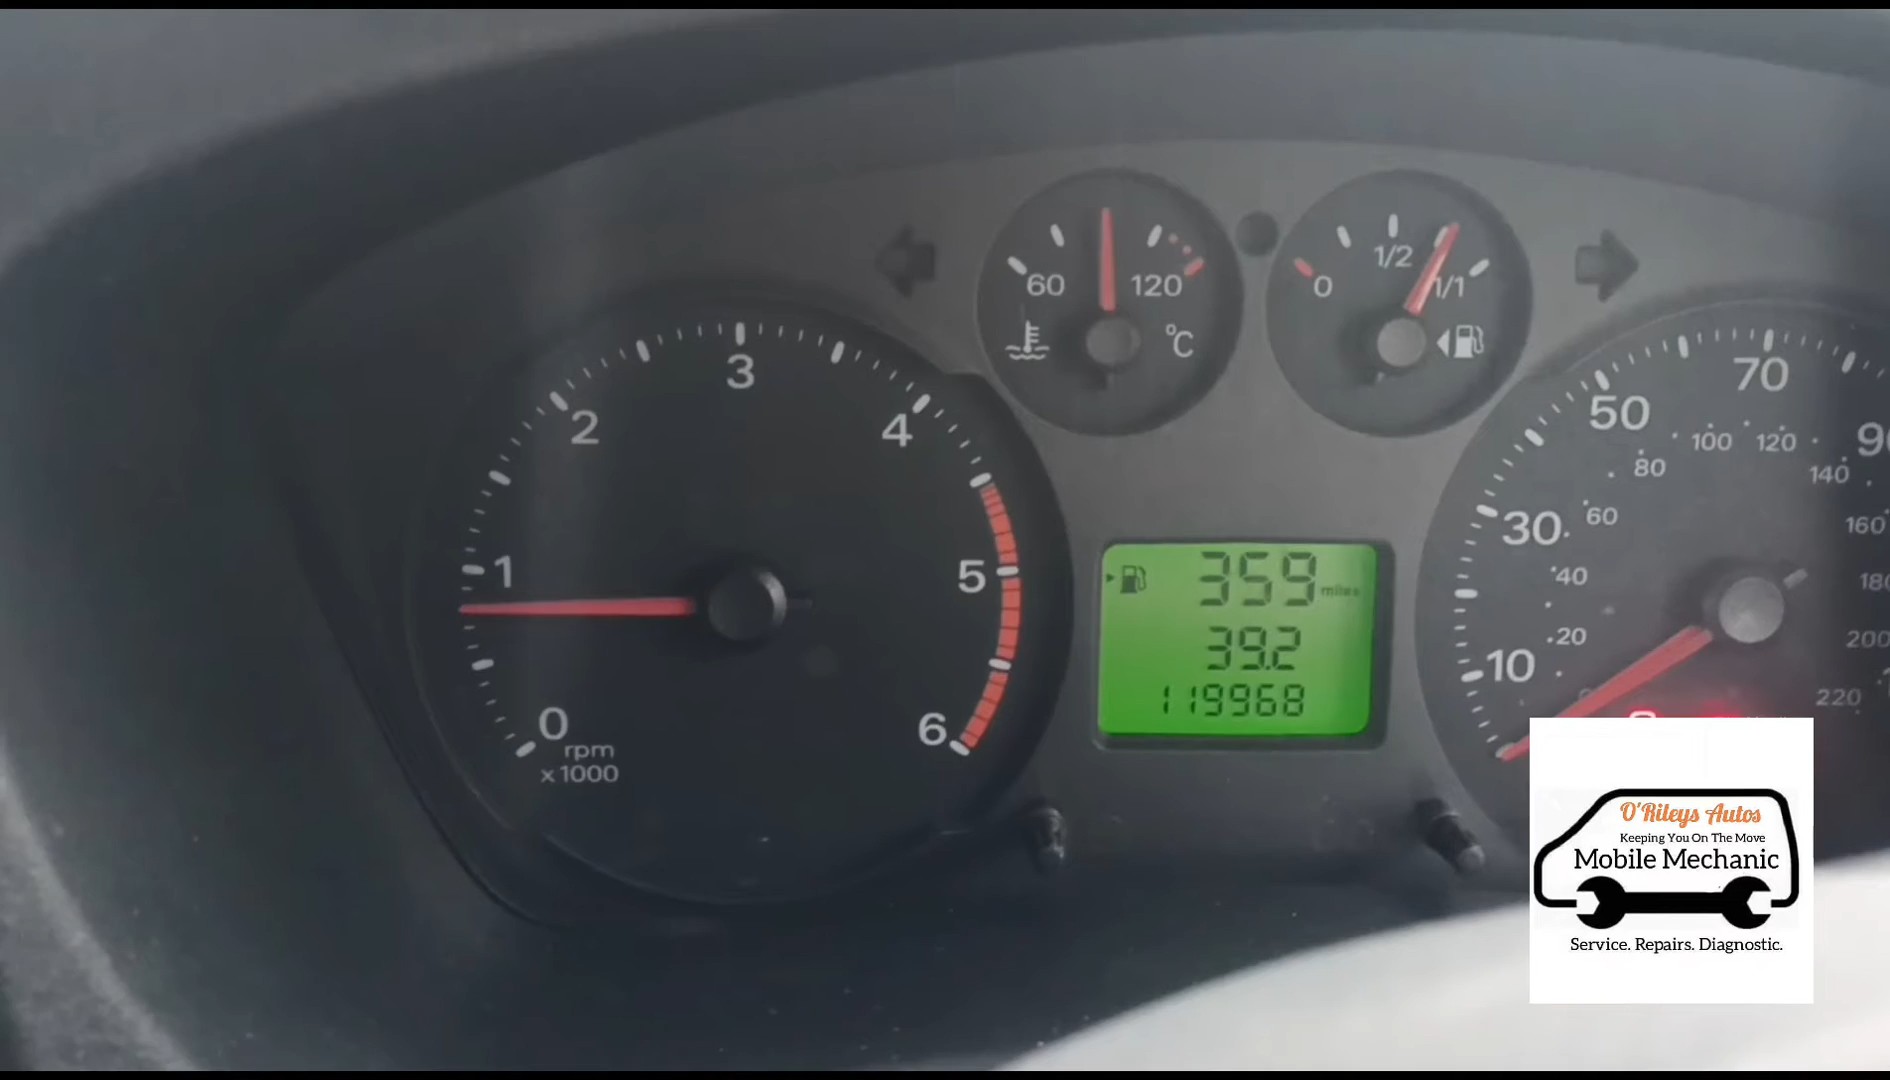 60 120
°C
0 1/2 1/1
0 1 2 3 4 5 6
rpm
x1000
359 miles
39.2
119968
10 30 50 70
20 40 60 80 100 120 140 160 200 220
O'Rileys Autos
Keeping You On The Move
Mobile Mechanic
Service. Repairs. Diagnostic.